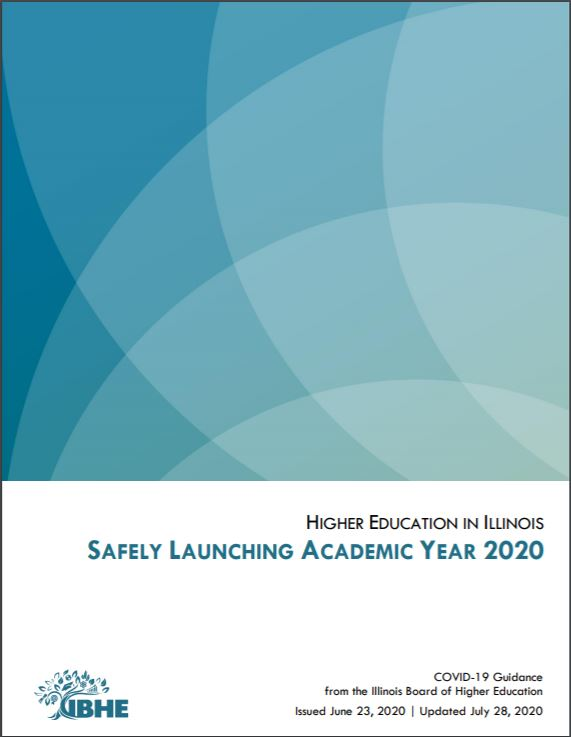 HIGHER EDUCATION IN ILLINOIS
SAFELY LAUNCHING ACADEMIC YEAR 2020
COVID-19 Guidance
from the Illinois Board of Higher Education
Issued June 23, 2020 | Updated July 28, 2020
IBHE